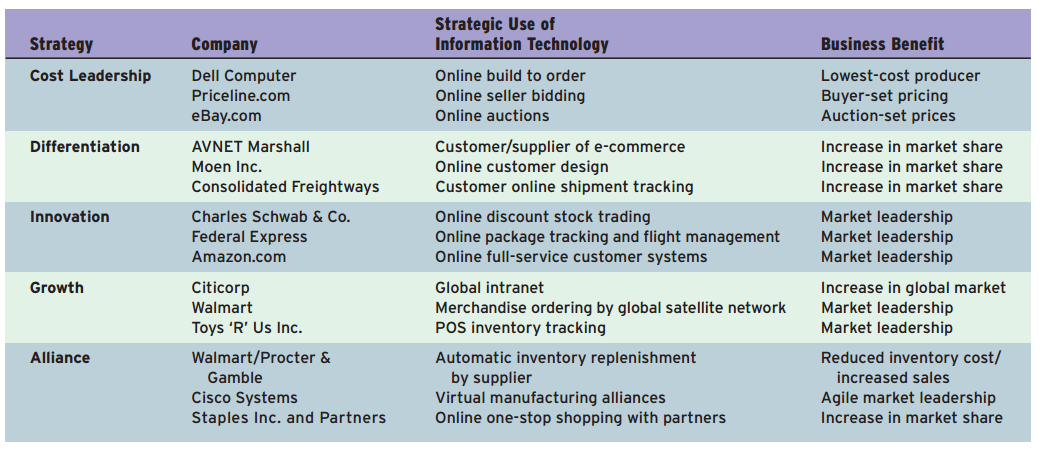 Strategy Company Strategic Use of Information Technology Business Benefit
Cost Leadership Dell Computer Online build to order Lowest-cost producer
Priceline.com Online seller bidding Buyer-set pricing
eBay.com Online auctions Auction-set prices
Differentiation AVNET Marshall Customer/supplier of e-commerce Increase in market share
Moen Inc. Online customer design Increase in market share
Consolidated Freightways Customer online shipment tracking Increase in market share
Innovation Charles Schwab & Co. Online discount stock trading Market leadership
Federal Express Online package tracking and flight management Market leadership
Amazon.com Online full-service customer systems Market leadership
Growth Citicorp Global intranet Increase in global market
Walmart Merchandise ordering by global satellite network Market leadership
Toys ‘R’ Us Inc. POS inventory tracking Market leadership
Alliance Walmart/Procter & Automatic inventory replenishment Reduced inventory cost/
Gamble by supplier increased sales
Cisco Systems Virtual manufacturing alliances Agile market leadership
Staples Inc. and Partners Online one-stop shopping with partners Increase in market share